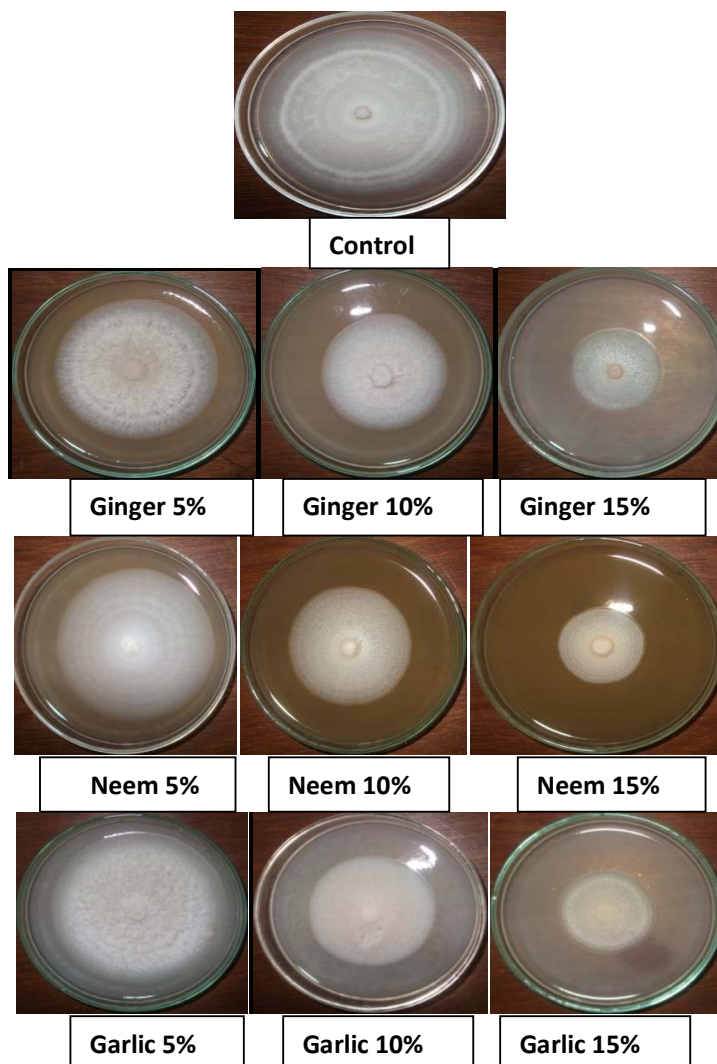 Control
Ginger 5%
Ginger 10%
Ginger 15%
Neem 5%
Neem 10%
Neem 15%
Garlic 5%
Garlic 10%
Garlic 15%